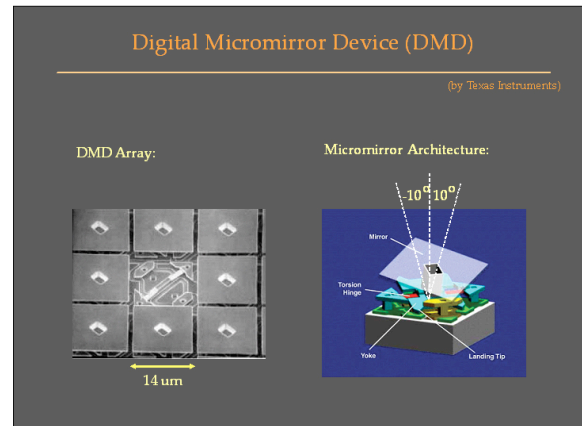 Digital Micromirror Device (DMD)
(by Texas Instruments)
DMD Array:
Micromirror Architecture:
-10° 10°
Mirror
Torsion
Hinge
Yoke
Landing Tip
14 um